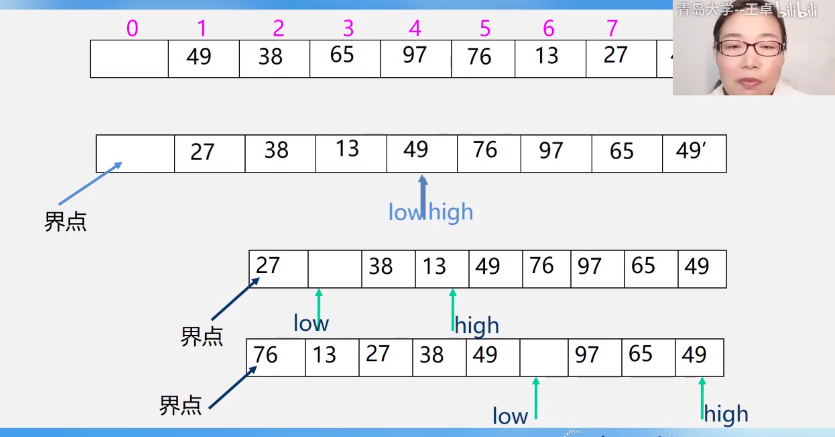 青岛大学-王卓 bilibili
0 1 2 3 4 5 6 7
49 38 65 97 76 13 27
27 38 13 49 76 97 65 49′
界点
low high
27 38 13 49 76 97 65 49
界点
low high
76 13 27 38 49 97 65 49
界点
low high